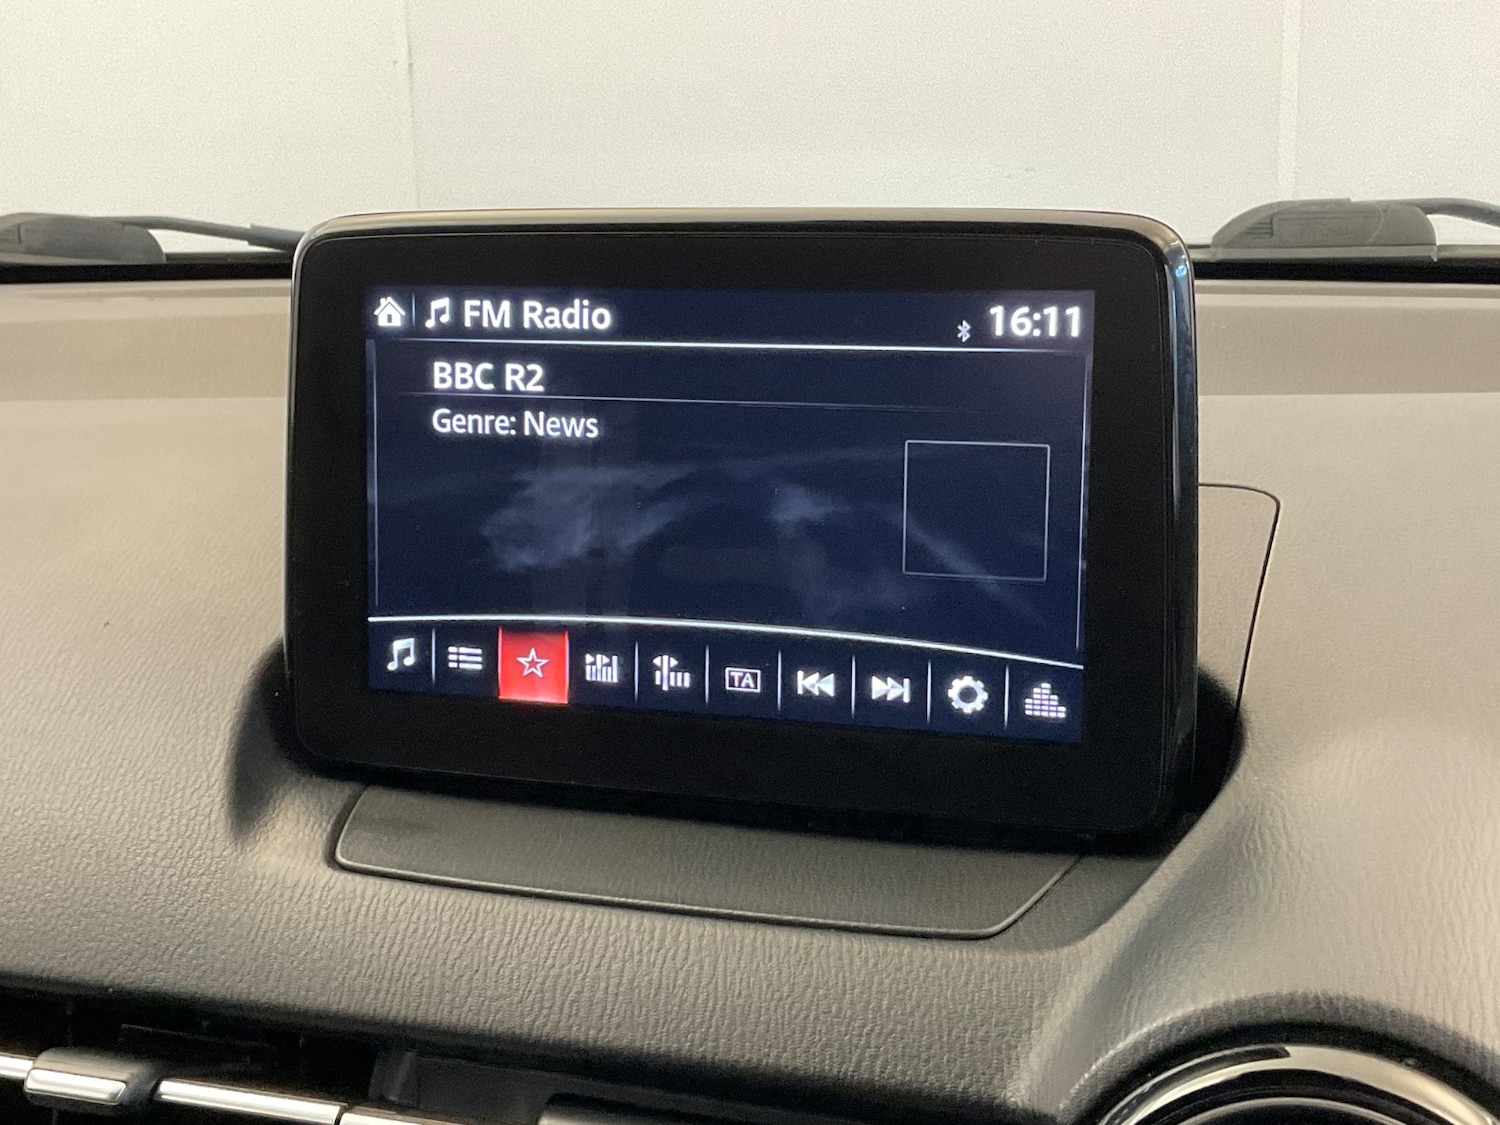 FM Radio
16:11
BBC R2
Genre: News
TA